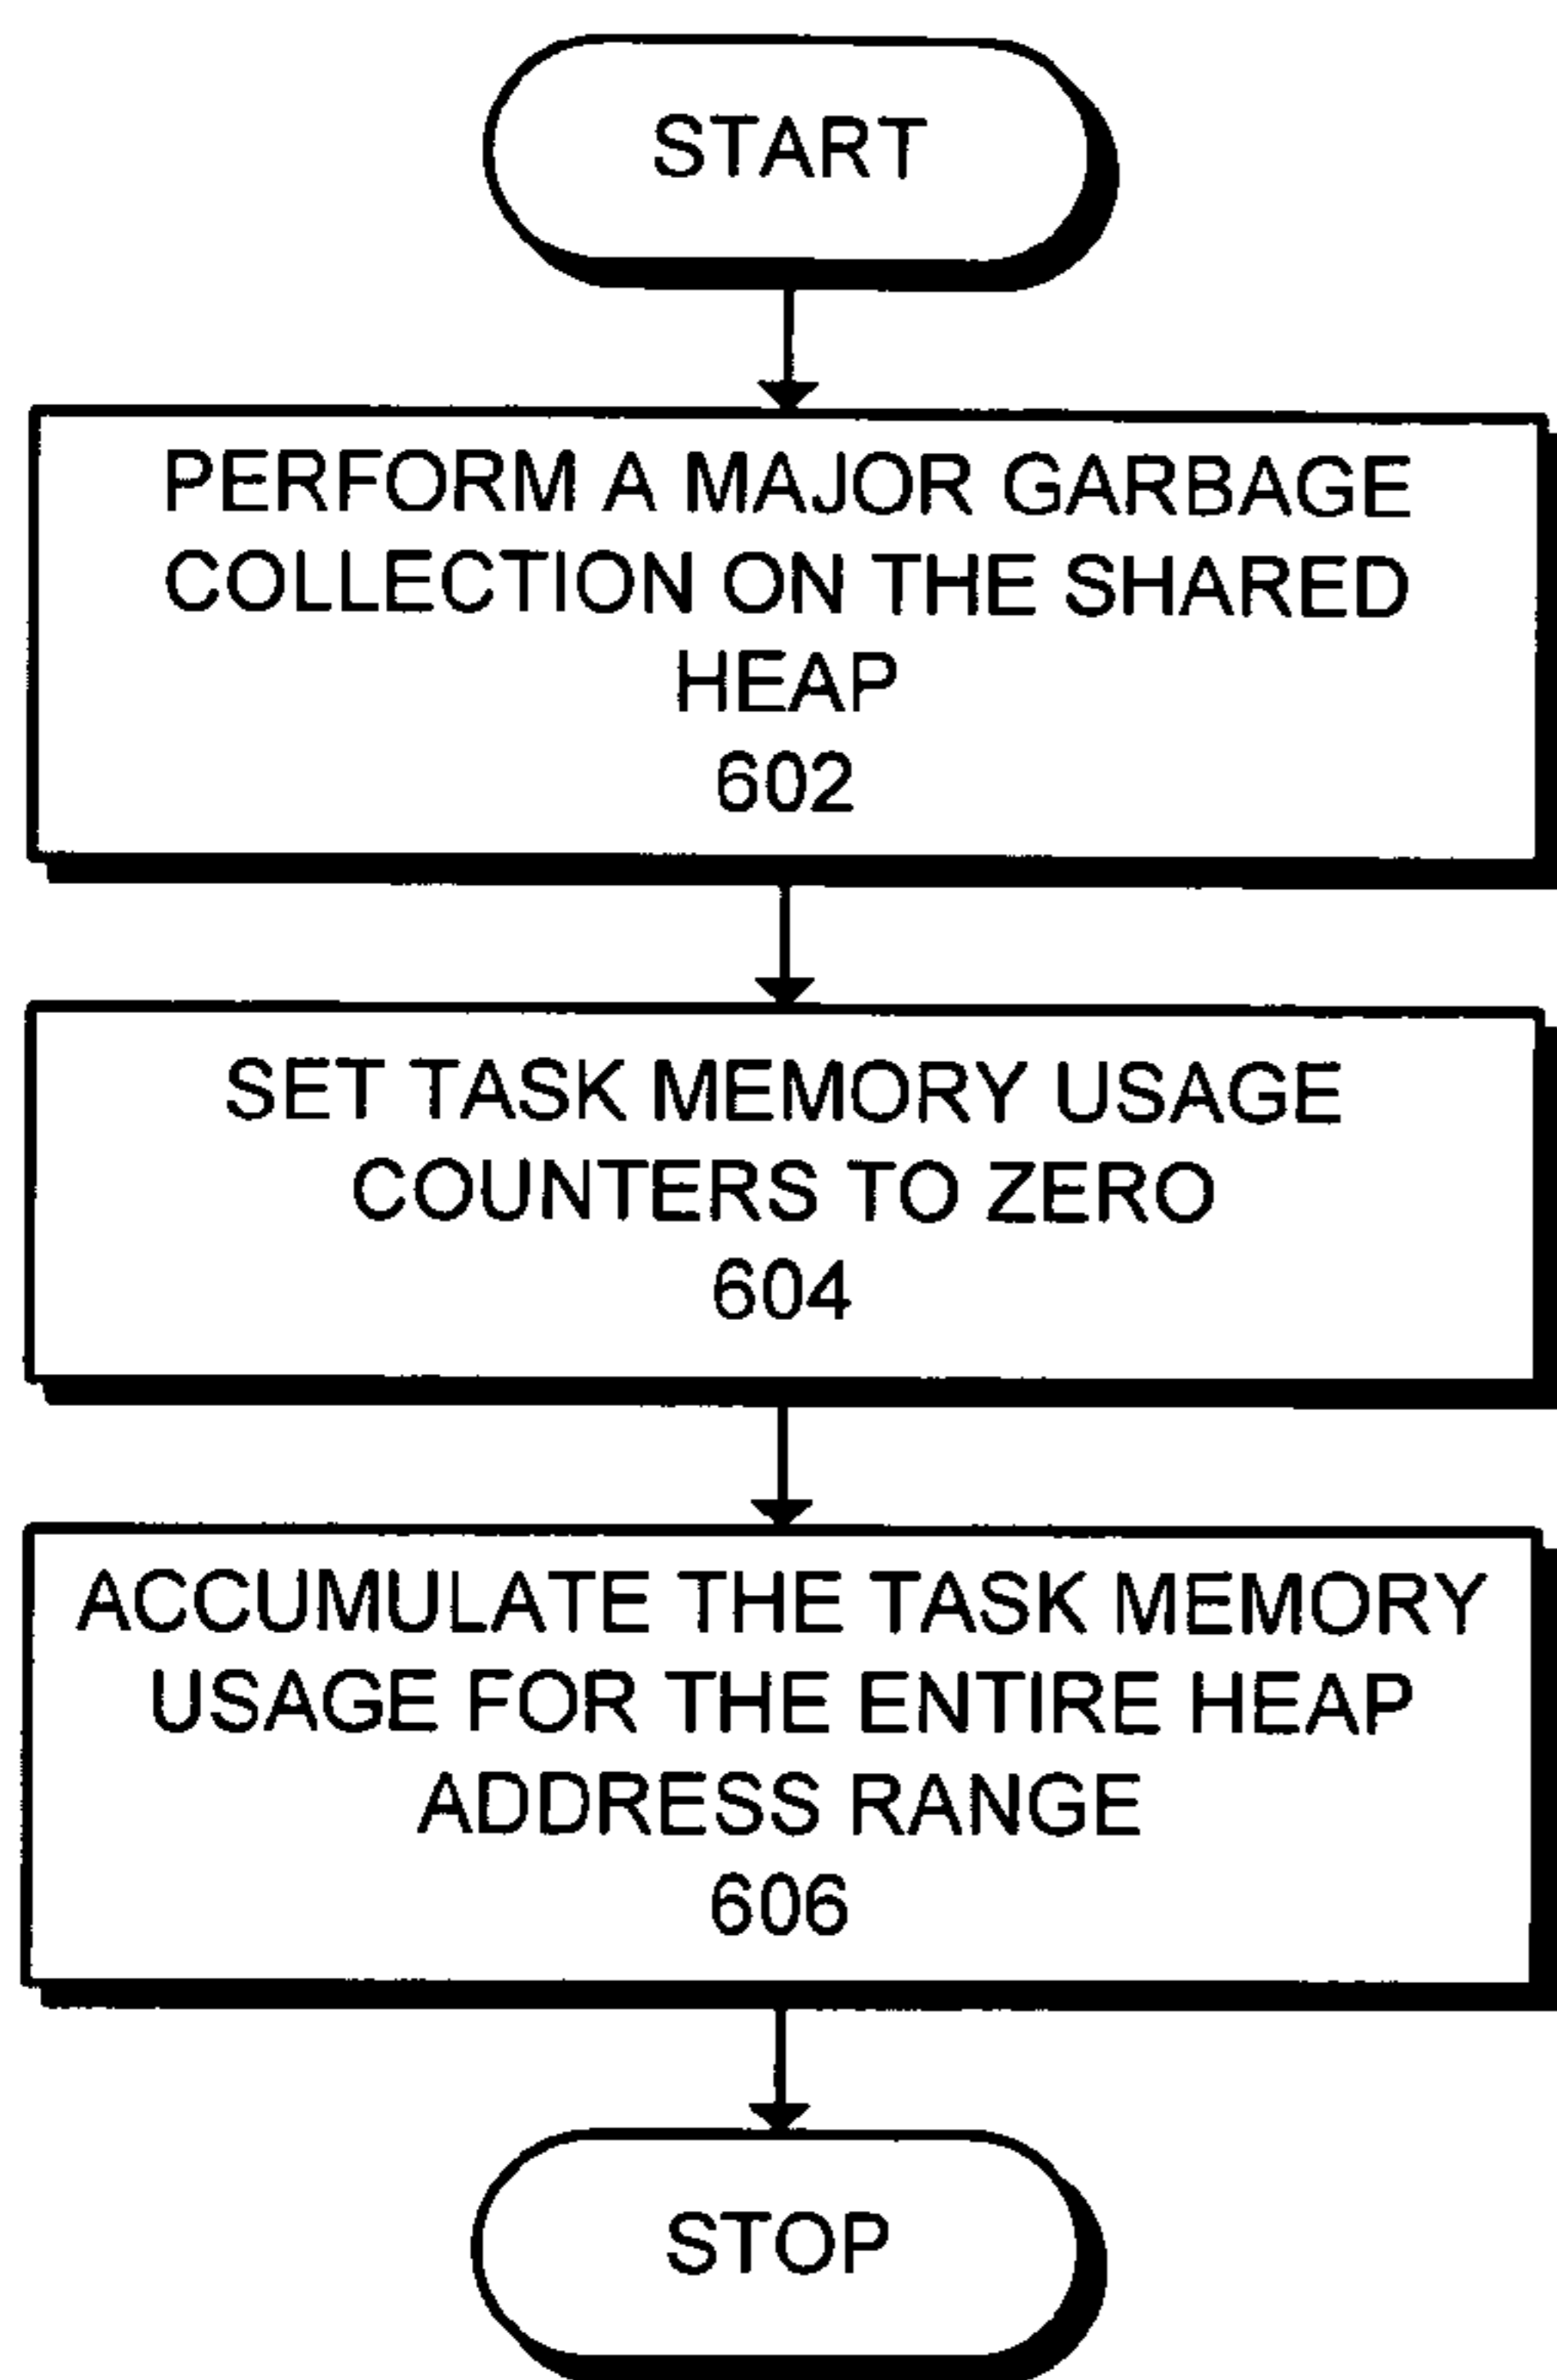 START
PERFORM A MAJOR GARBAGE
COLLECTION ON THE SHARED
HEAP
602
SET TASK MEMORY USAGE
COUNTERS TO ZERO
604
ACCUMULATE THE TASK MEMORY
USAGE FOR THE ENTIRE HEAP
ADDRESS RANGE
606
STOP